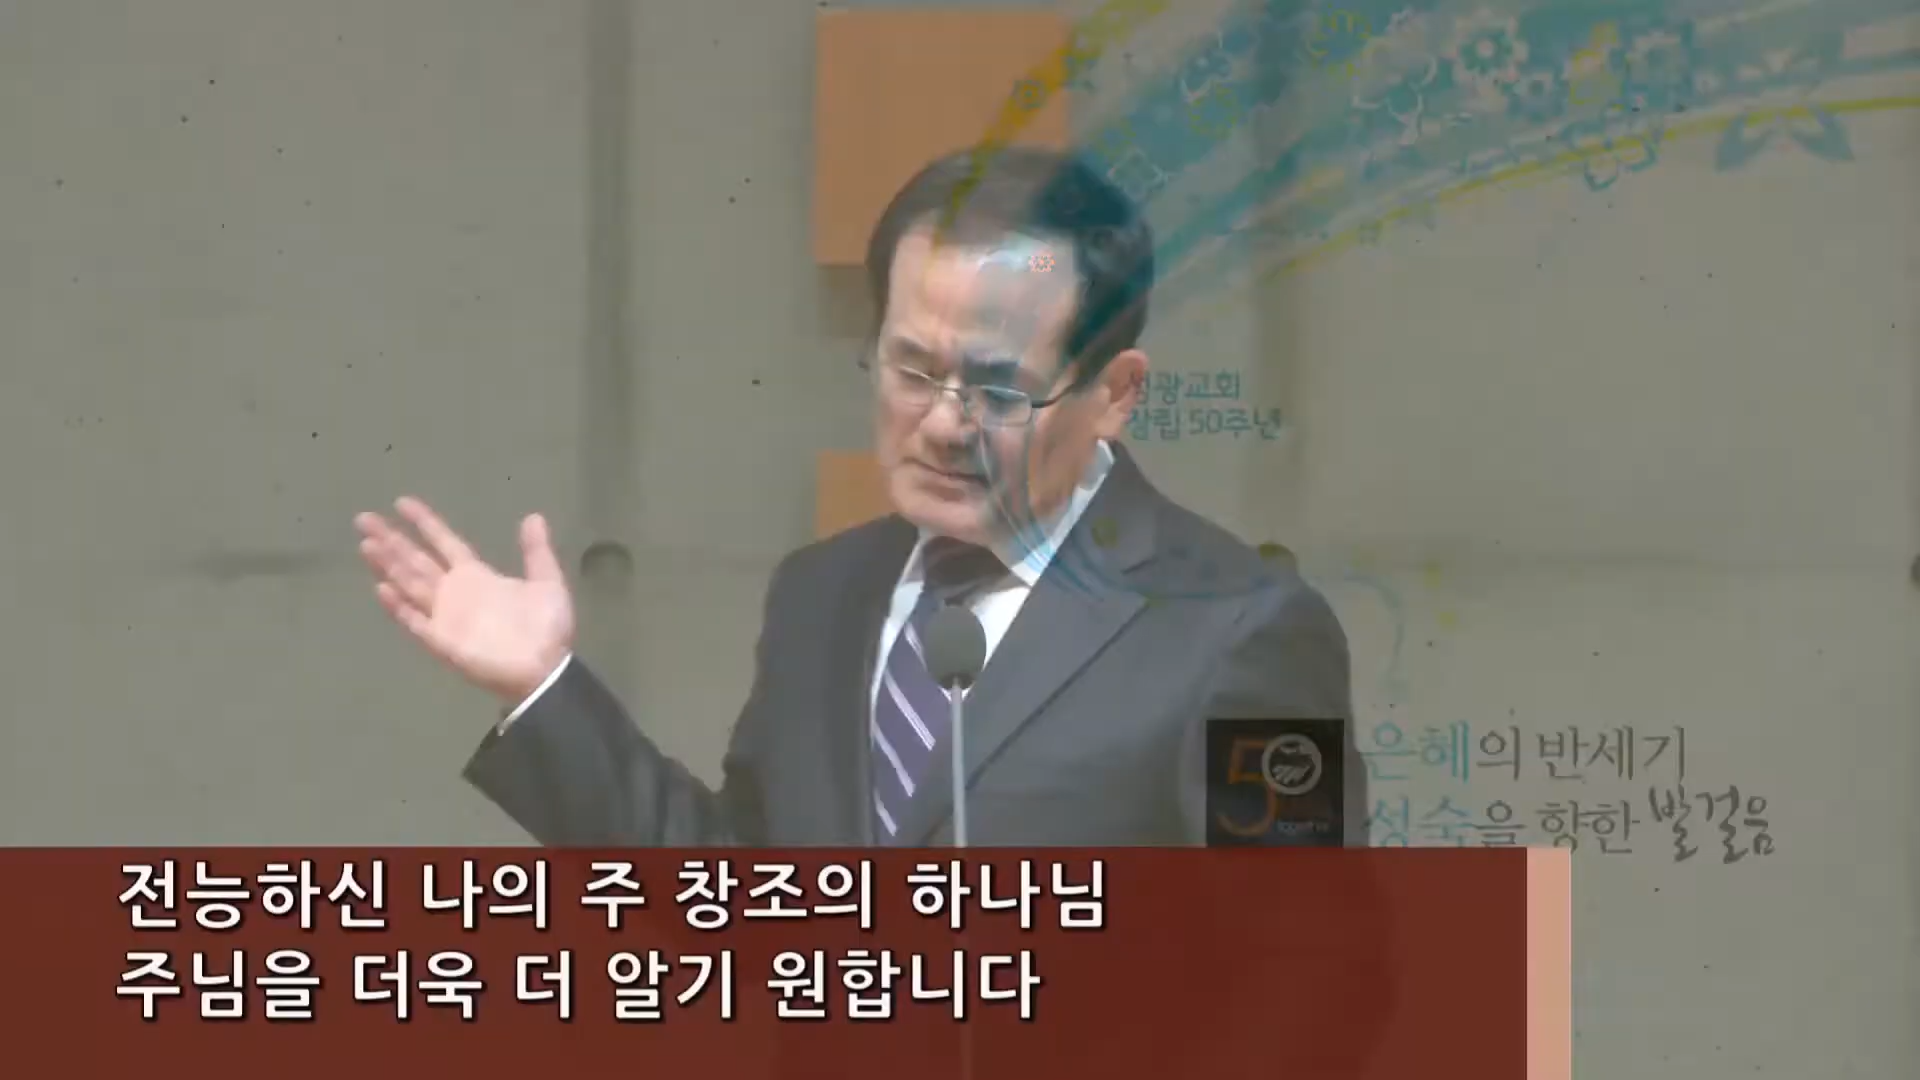 성광교회
창립 50주년
은혜의 반세기
성숙을 향한 발걸음
전능하신 나의 주 창조의 하나님
주님을 더욱 더 알기 원합니다